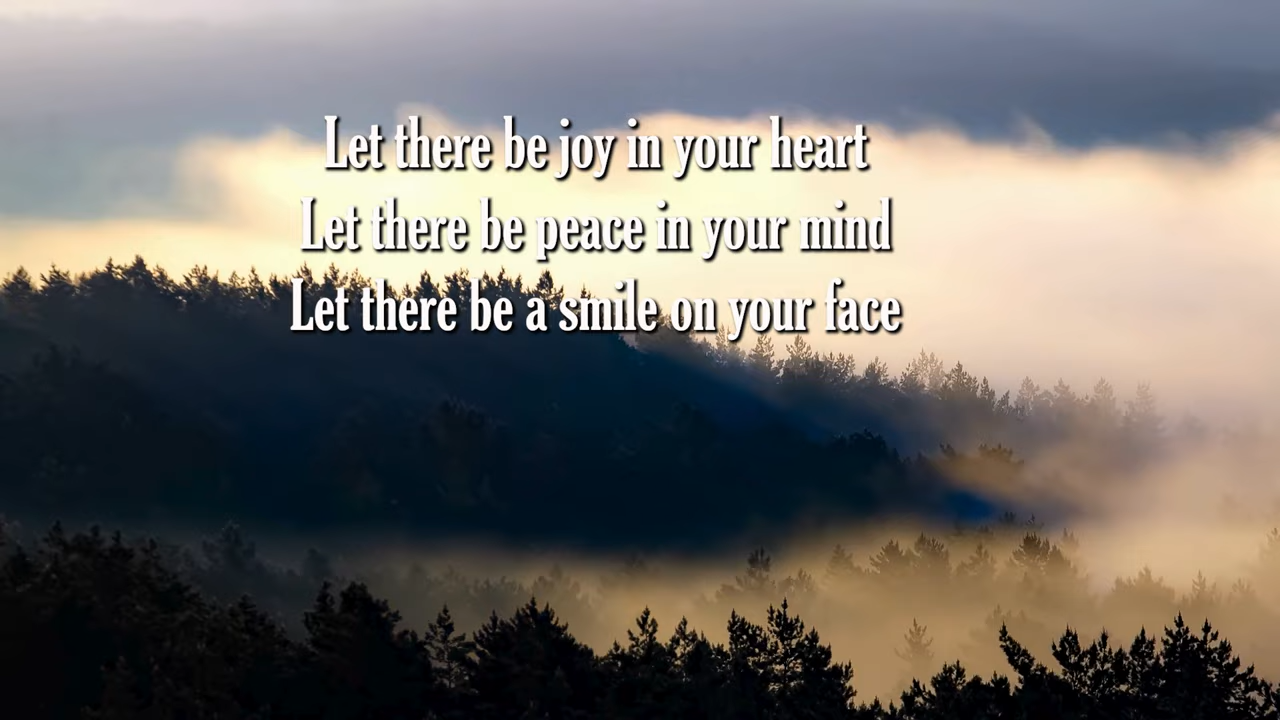 Let there be joy in your heart
Let there be peace in your mind
Let there be a smile on your face